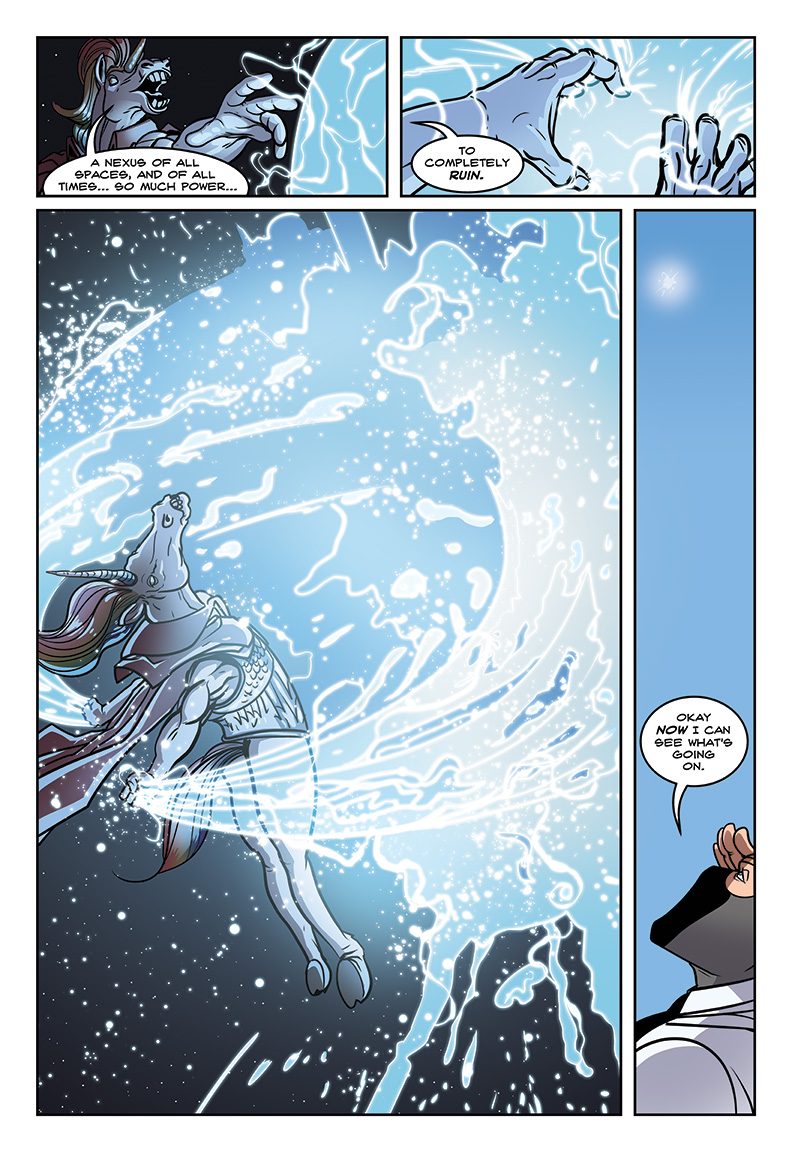 A NEXUS OF ALL
SPACES, AND OF ALL
TIMES... SO MUCH POWER...
TO
COMPLETELY
RUIN.
OKAY
NOW I CAN
SEE WHAT'S
GOING
ON.